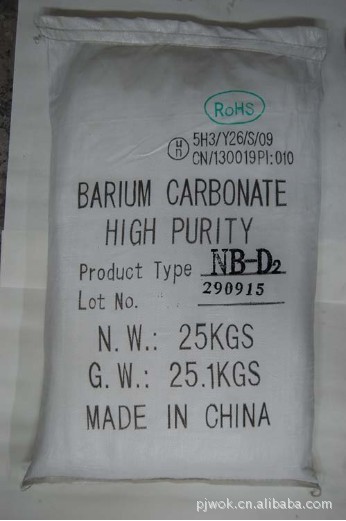 RoHS
un 5H3/Y26/S/09
CN/130019PI:010
BARIUM CARBONATE
HIGH PURITY
Product Type NB-D2
Lot No. 290915
N.W.: 25KGS
G.W.: 25.1KGS
MADE IN CHINA
pjwok.cn.alibaba.com